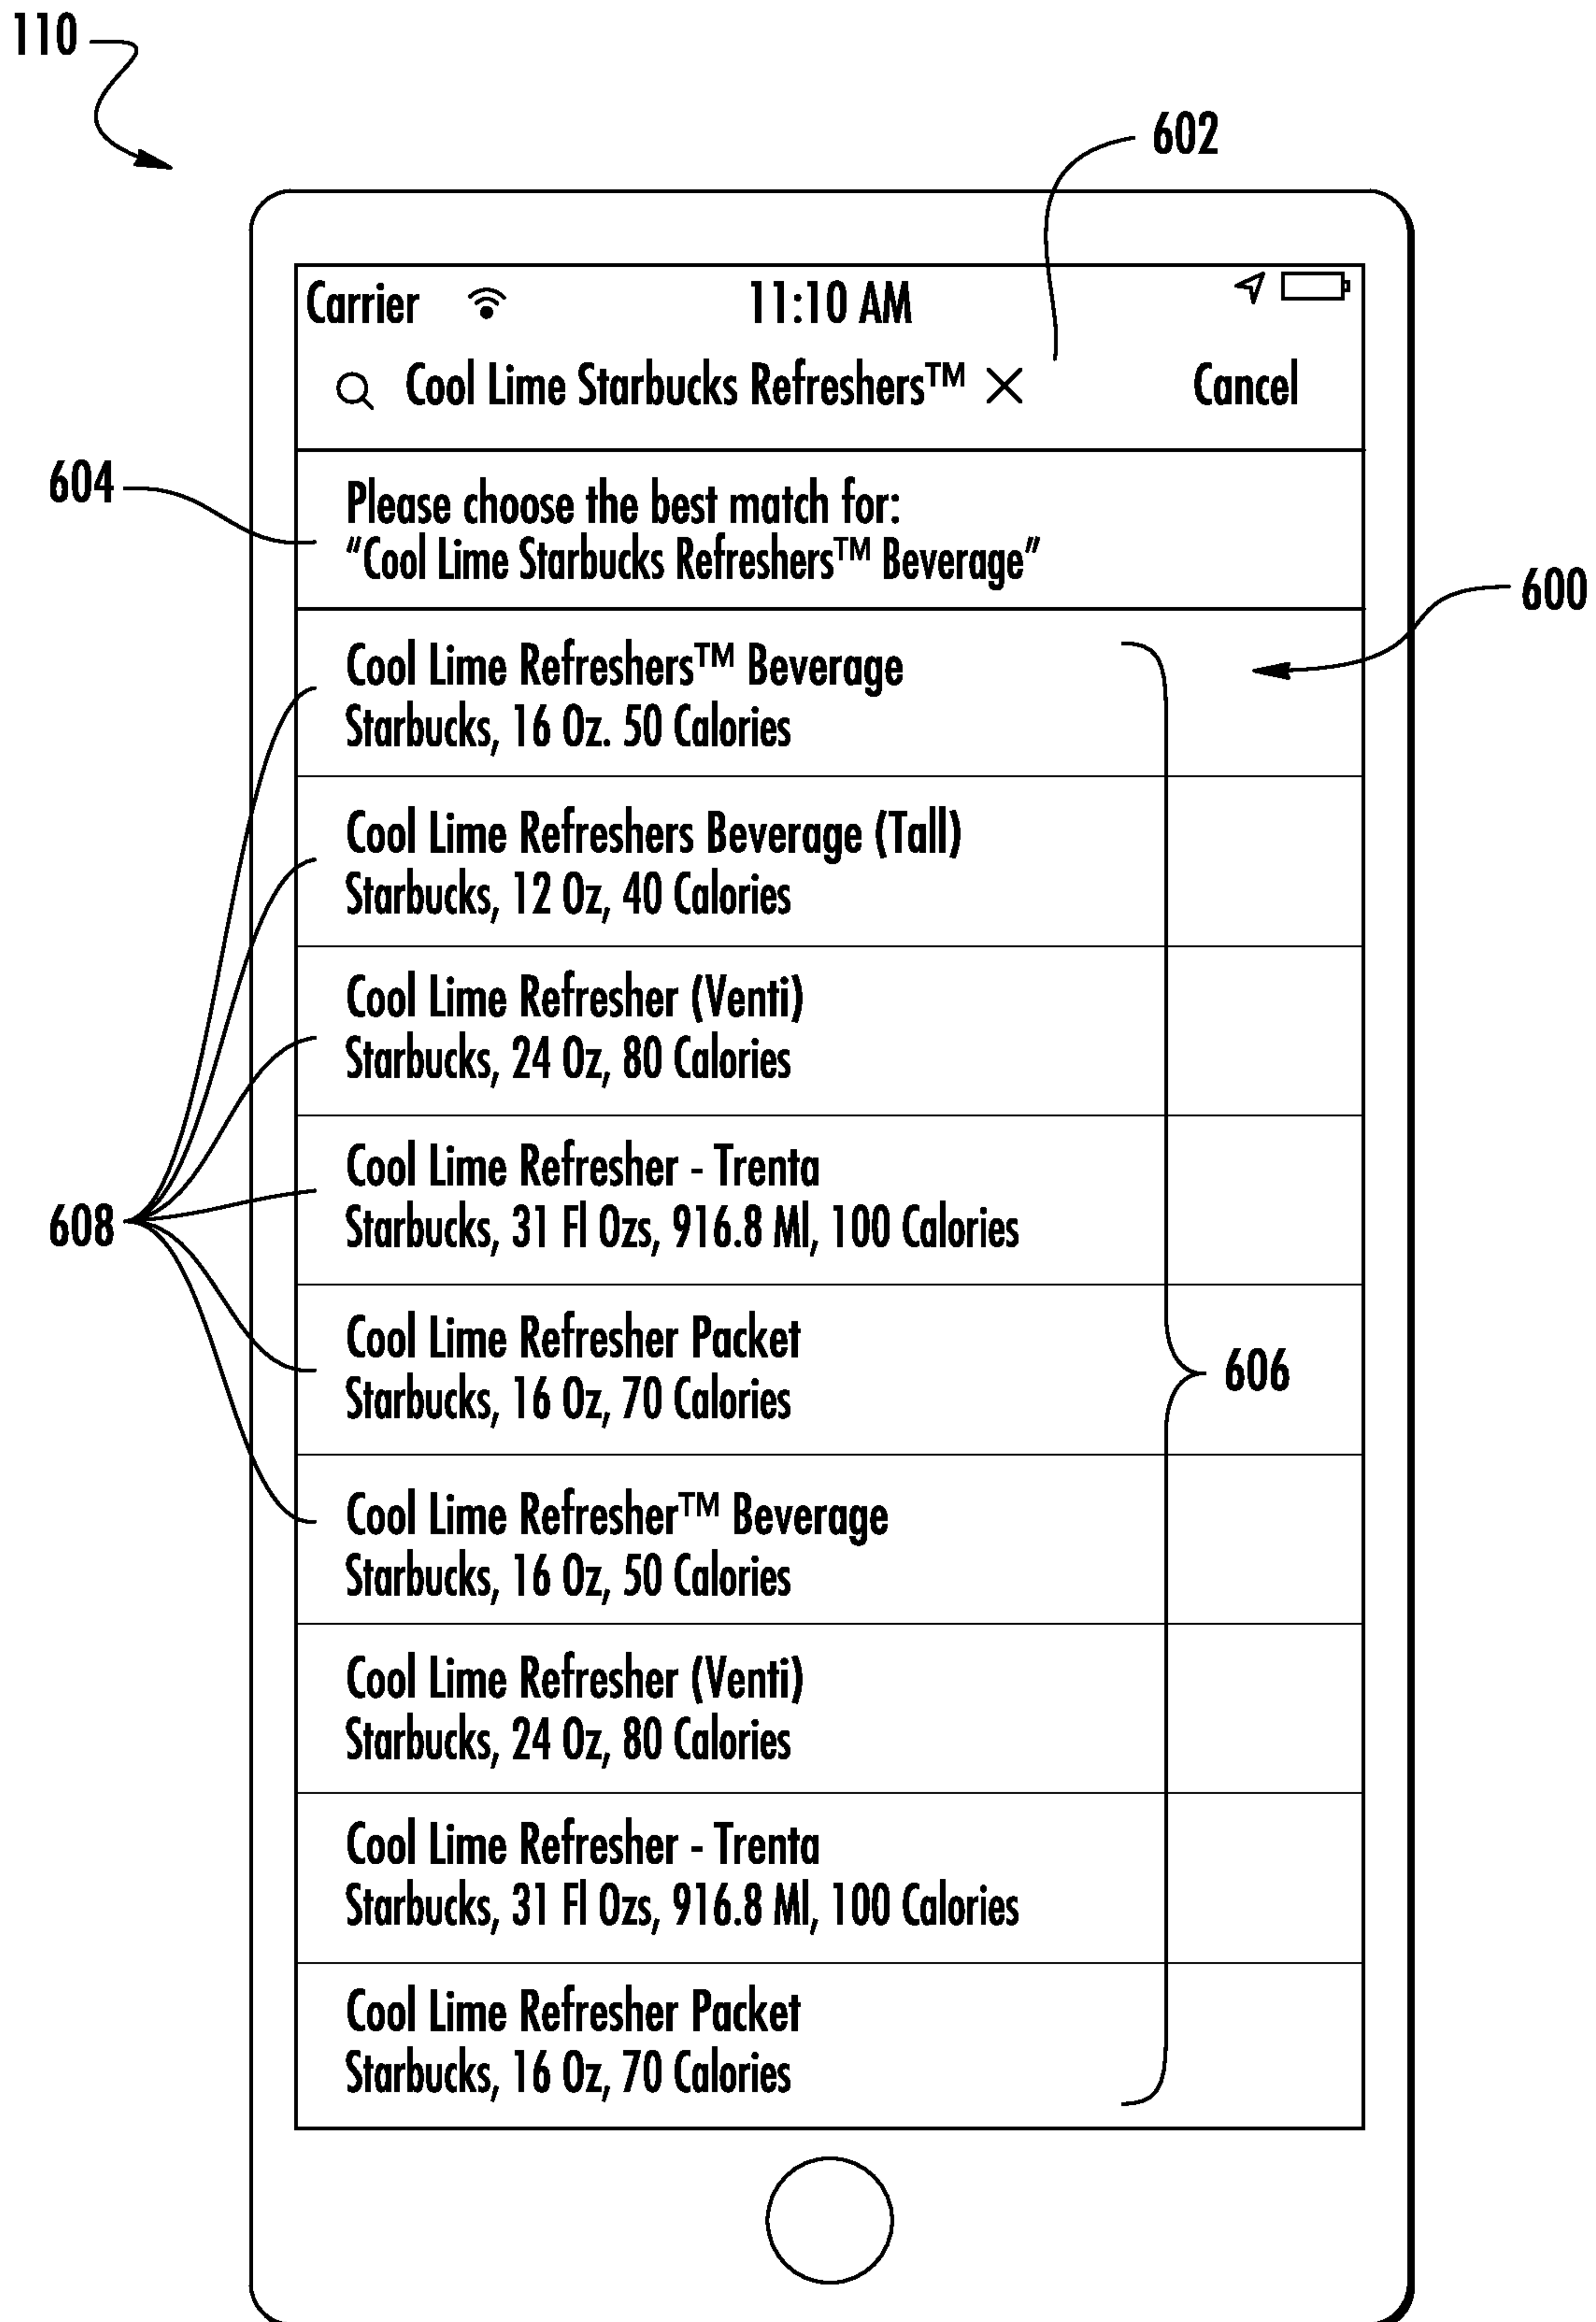 110
602
Carrier 11:10 AM
Cool Lime Starbucks Refreshers™ X Cancel
604
Please choose the best match for:
"Cool Lime Starbucks Refreshers™ Beverage"
600
Cool Lime Refreshers™ Beverage
Starbucks, 16 Oz. 50 Calories
Cool Lime Refreshers Beverage (Tall)
Starbucks, 12 Oz, 40 Calories
Cool Lime Refresher (Venti)
Starbucks, 24 Oz, 80 Calories
Cool Lime Refresher - Trenta
Starbucks, 31 Fl Ozs, 916.8 Ml, 100 Calories
608
Cool Lime Refresher Packet
Starbucks, 16 Oz, 70 Calories
606
Cool Lime Refresher™ Beverage
Starbucks, 16 Oz, 50 Calories
Cool Lime Refresher (Venti)
Starbucks, 24 Oz, 80 Calories
Cool Lime Refresher - Trenta
Starbucks, 31 Fl Ozs, 916.8 Ml, 100 Calories
Cool Lime Refresher Packet
Starbucks, 16 Oz, 70 Calories